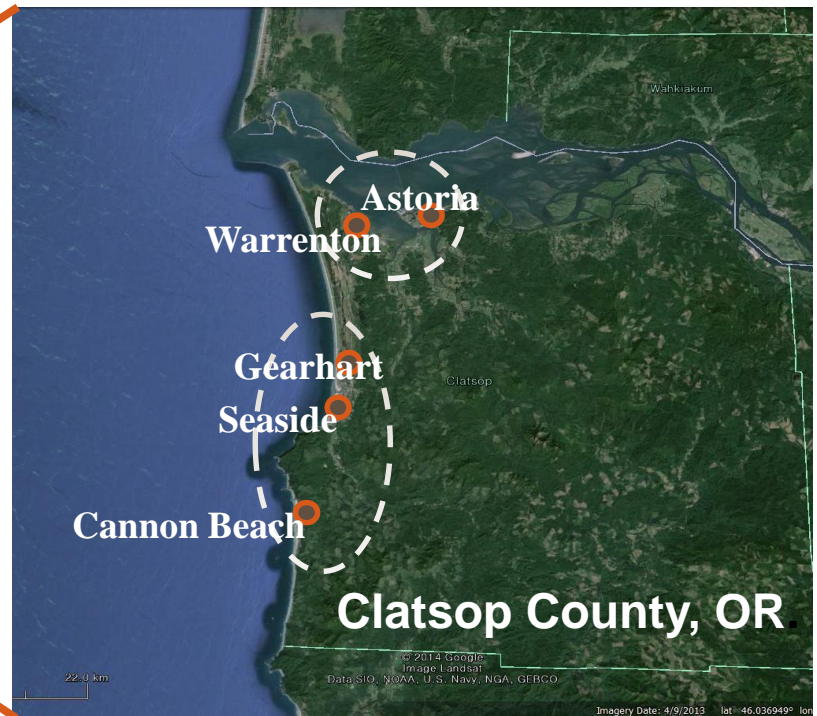 Wahkiakum
Astoria
Warrenton
Gearhart
Clatsop
Seaside
Cannon Beach
Clatsop County, OR.
© 2014 Google
Image Landsat
Data SIO, NOAA, U.S. Navy, NGA, GEBCO
22.0 km
Imagery Date: 4/9/2013 lat 46.036949° lon